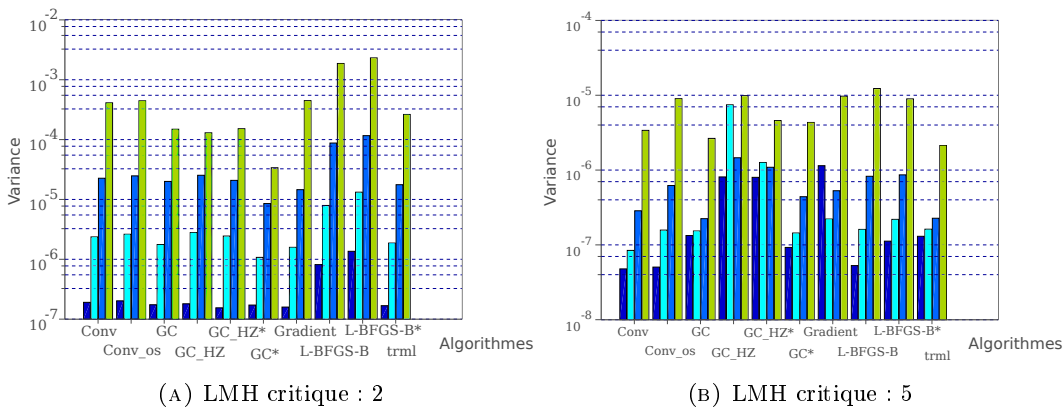 10-2
10-3
10-4
10-5
10-6
10-7
Variance
Conv GC GC_HZ* Gradient L-BFGS-B*
Conv_os GC_HZ GC* L-BFGS-B trml
Algorithmes
(A) LMH critique : 2
10-4
10-5
10-6
10-7
10-8
Variance
Conv GC GC_HZ* Gradient L-BFGS-B*
Conv_os GC_HZ GC* L-BFGS-B trml
Algorithmes
(B) LMH critique : 5